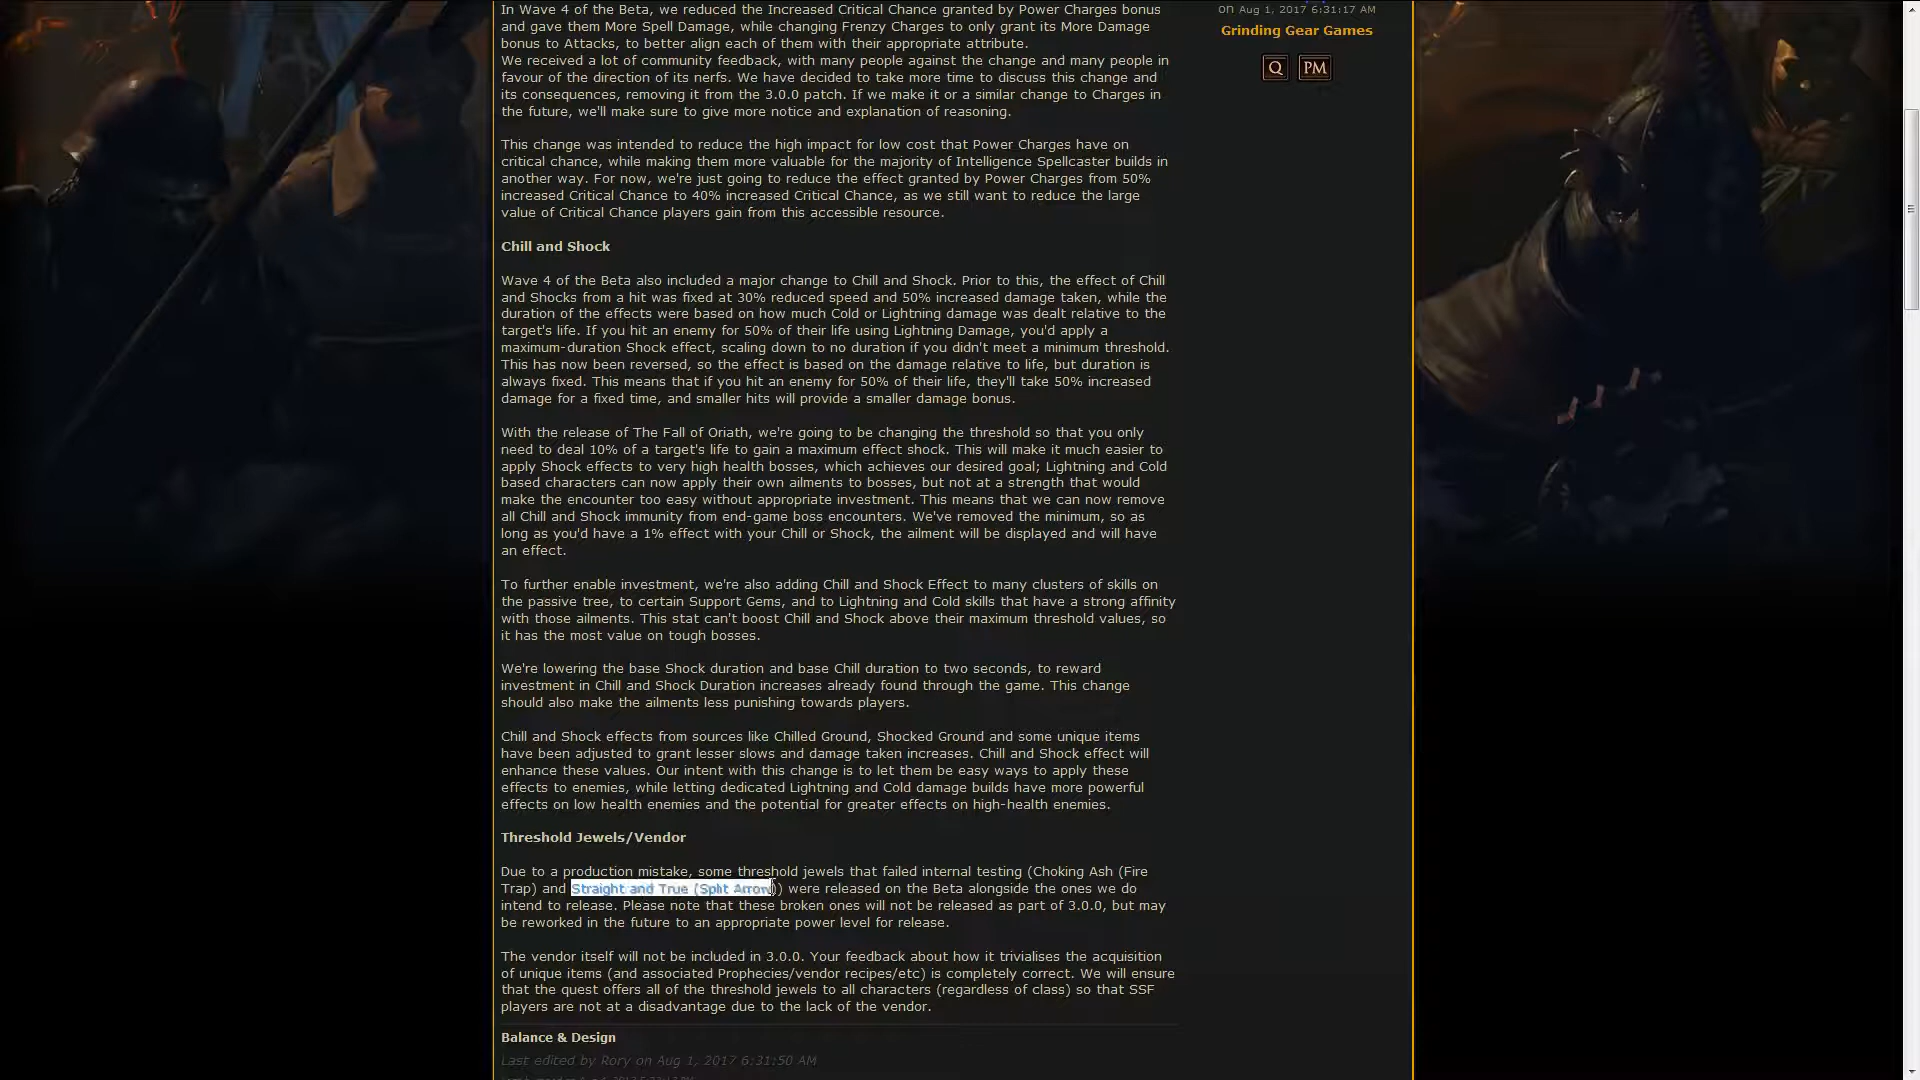 In Wave 4 of the Beta, we reduced the Increased Critical Chance granted by Power Charges bonus
and gave them More Spell Damage, while changing Frenzy Charges to only grant its More Damage
bonus to Attacks, to better align each of them with their appropriate attribute.
We received a lot of community feedback, with many people against the change and many people in
favour of the direction of its nerfs. We have decided to take more time to discuss this change and
its consequences, removing it from the 3.0.0 patch. If we make it or a similar change to Charges in
the future, we'll make sure to give more notice and explanation of reasoning.
This change was intended to reduce the high impact for low cost that Power Charges have on
critical chance, while making them more valuable for the majority of Intelligence Spellcaster builds in
another way. For now, we're just going to reduce the effect granted by Power Charges from 50%
increased Critical Chance to 40% increased Critical Chance, as we still want to reduce the large
value of Critical Chance players gain from this accessible resource.
Chill and Shock
Wave 4 of the Beta also included a major change to Chill and Shock. Prior to this, the effect of Chill
and Shocks from a hit was fixed at 30% reduced speed and 50% increased damage taken, while the
duration of the effects were based on how much Cold or Lightning damage was dealt relative to the
target's life. If you hit an enemy for 50% of their life using Lightning Damage, you'd apply a
maximum-duration Shock effect, scaling down to no duration if you didn't meet a minimum threshold.
This has now been reversed, so the effect is based on the damage relative to life, but duration is
always fixed. This means that if you hit an enemy for 50% of their life, they'll take 50% increased
damage for a fixed time, and smaller hits will provide a smaller damage bonus.
With the release of The Fall of Oriath, we're going to be changing the threshold so that you only
need to deal 10% of a target's life to gain a maximum effect shock. This will make it much easier to
apply Shock effects to very high health bosses, which achieves our desired goal; Lightning and Cold
based characters can now apply their own ailments to bosses, but not at a strength that would
make the encounter too easy without appropriate investment. This means that we can now remove
all Chill and Shock immunity from end-game boss encounters. We've removed the minimum, so as
long as you'd have a 1% effect with your Chill or Shock, the ailment will be displayed and will have
an effect.
To further enable investment, we're also adding Chill and Shock Effect to many clusters of skills on
the passive tree, to certain Support Gems, and to Lightning and Cold skills that have a strong affinity
with those ailments. This stat can't boost Chill and Shock above their maximum threshold values, so
it has the most value on tough bosses.
We're lowering the base Shock duration and base Chill duration to two seconds, to reward
investment in Chill and Shock Duration increases already found through the game. This change
should also make the ailments less punishing towards players.
Chill and Shock effects from sources like Chilled Ground, Shocked Ground and some unique items
have been adjusted to grant lesser slows and damage taken increases. Chill and Shock effect will
enhance these values. Our intent with this change is to let them be easy ways to apply these
effects to enemies, while letting dedicated Lightning and Cold damage builds have more powerful
effects on low health enemies and the potential for greater effects on high-health enemies.
Threshold Jewels/Vendor
Due to a production mistake, some threshold jewels that failed internal testing (Choking Ash (Fire
Trap) and Straight and True (Split Arrow)) were released on the Beta alongside the ones we do
intend to release. Please note that these broken ones will not be released as part of 3.0.0, but may
be reworked in the future to an appropriate power level for release.
The vendor itself will not be included in 3.0.0. Your feedback about how it trivialises the acquisition
of unique items (and associated Prophecies/vendor recipes/etc) is completely correct. We will ensure
that the quest offers all of the threshold jewels to all characters (regardless of class) so that SSF
players are not at a disadvantage due to the lack of the vendor.
Balance & Design
Last edited by Rory on Aug 1, 2017 6:31:50 AM
on Aug 1, 2017 6:31:17 AM
Grinding Gear Games
Q PM